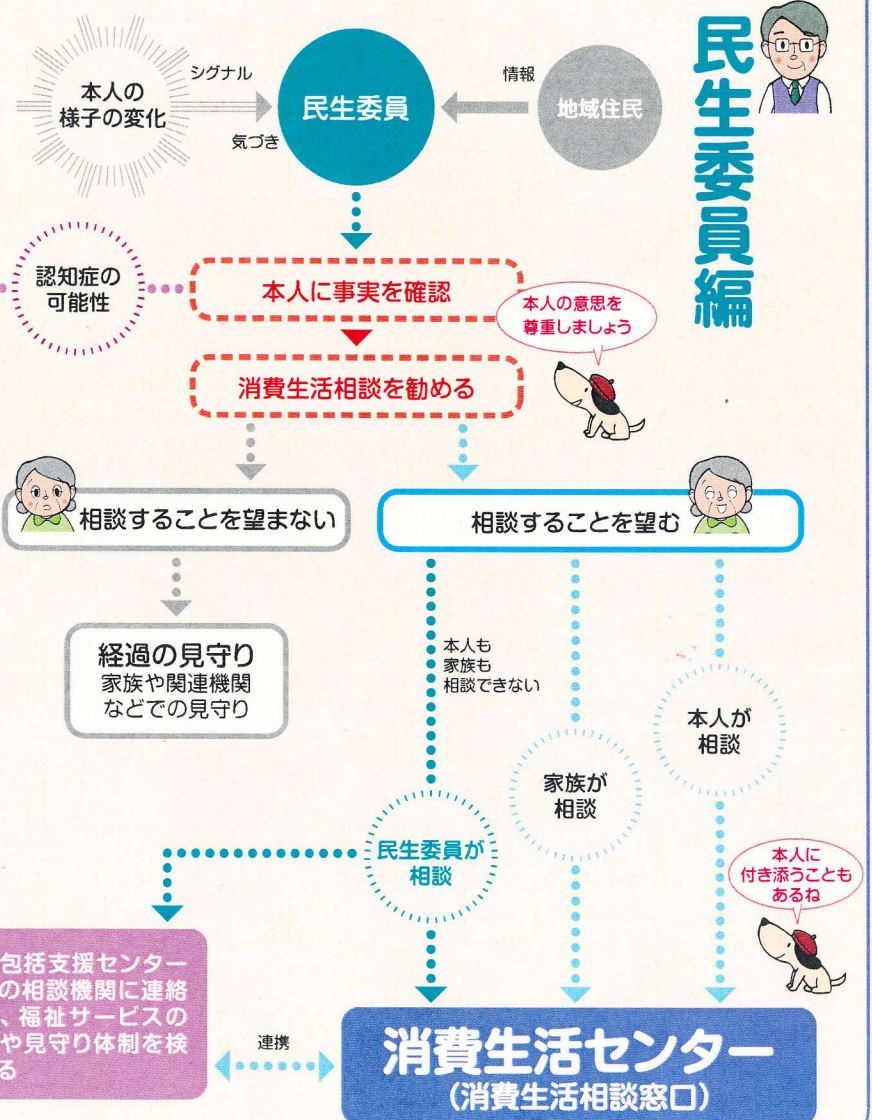 民生委員編
本人の
様子の変化
シグナル
気づき
民生委員
情報
地域住民
認知症の
可能性
本人に事実を確認
本人の意思を
尊重しましょう
消費生活相談を勧める
相談することを望まない
相談することを望む
経過の見守り
家族や関連機関
などでの見守り
本人も
家族も
相談できない
本人が
相談
家族が
相談
民生委員が
相談
本人に
付き添うことも
あるね
包括支援センター
の相談機関に連絡
、福祉サービスの
や見守り体制を検
る
連携
消費生活センター
(消費生活相談窓口)